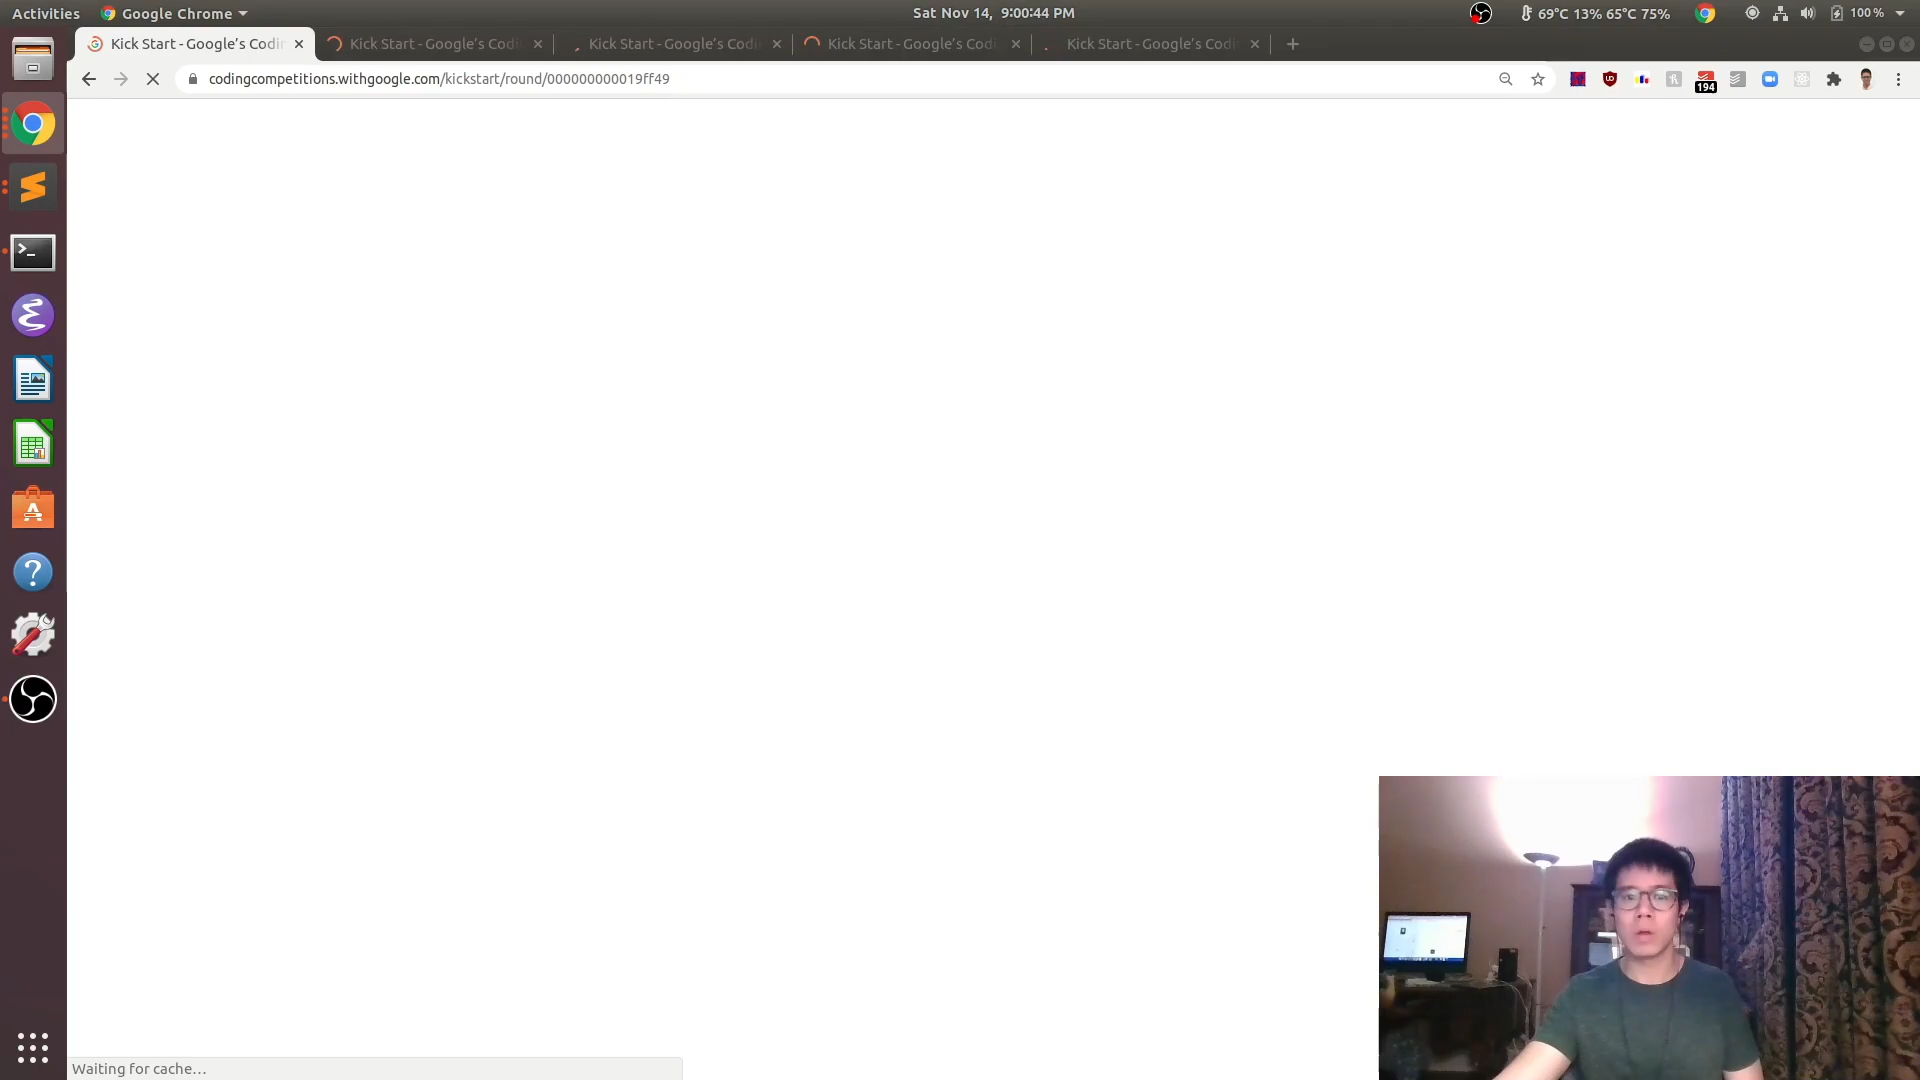 Activities
Google Chrome
Sat Nov 14, 9:00:44 PM
69°C 13% 65°C 75%
100 %
Kick Start - Google's Codin
Kick Start - Google's Codi
Kick Start - Google's Codi
Kick Start - Google's Codi
Kick Start - Google's Codi
codingcompetitions.withgoogle.com/kickstart/round/000000000019ff49
194
Waiting for cache...